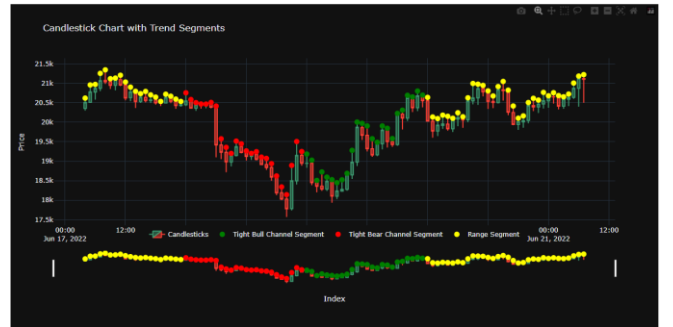 Candlestick Chart with Trend Segments
21.5k
21k
20.5k
20k
19.5k
19k
18.5k
18k
17.5k
Price
00:00 12:00 00:00 12:00
Jun 17, 2022 Jun 21, 2022
Candlesticks Tight Bull Channel Segment Tight Bear Channel Segment Range Segment
Index